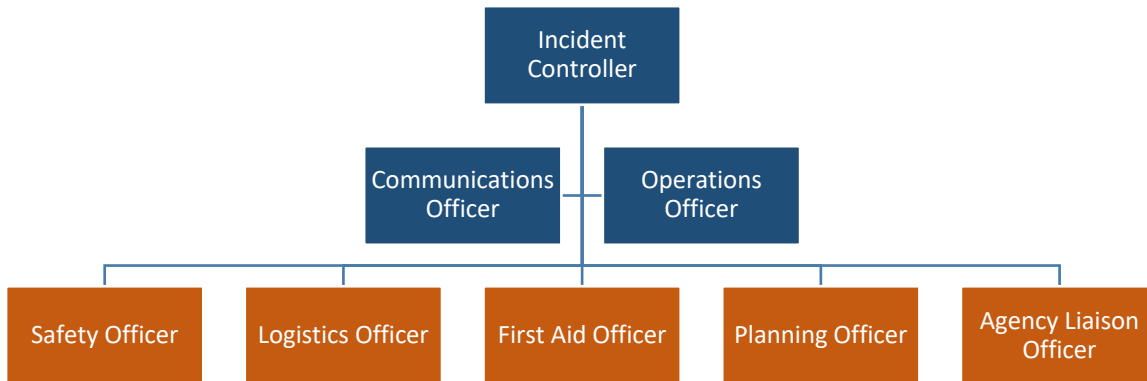 Incident
Controller
Communications
Officer
Operations
Officer
Safety Officer
Logistics Officer
First Aid Officer
Planning Officer
Agency Liaison
Officer